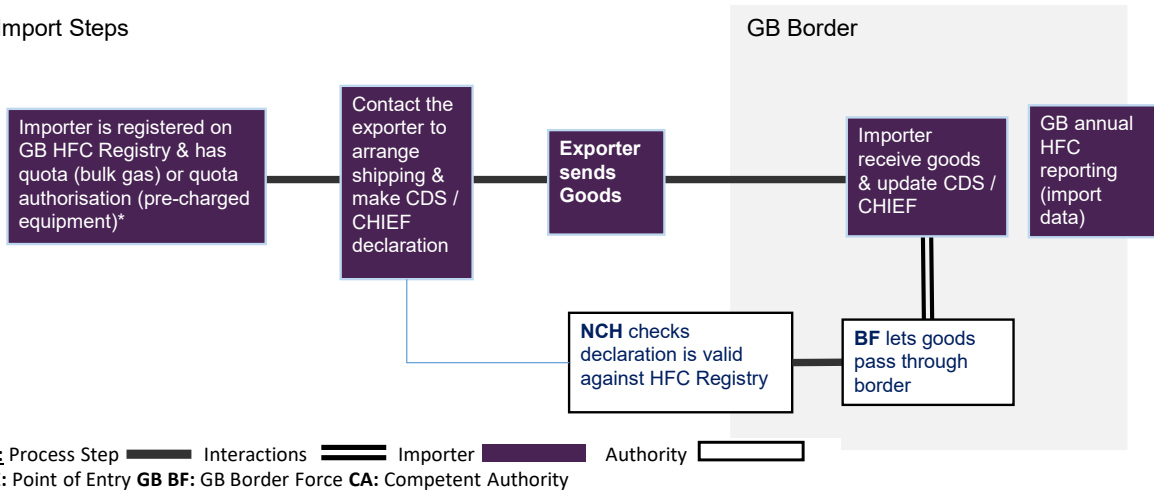 Import Steps
GB Border
Importer is registered on
GB HFC Registry & has
quota (bulk gas) or quota
authorisation (pre-charged
equipment)*
Contact the
exporter to
arrange
shipping &
make CDS /
CHIEF
declaration
Exporter
sends
Goods
Importer
receive goods
& update CDS /
CHIEF
GB annual
HFC
reporting
(import
data)
NCH checks
declaration is valid
against HFC Registry
BF lets goods
pass through
border
: Process Step Interactions Importer Authority
: Point of Entry GB BF: GB Border Force CA: Competent Authority